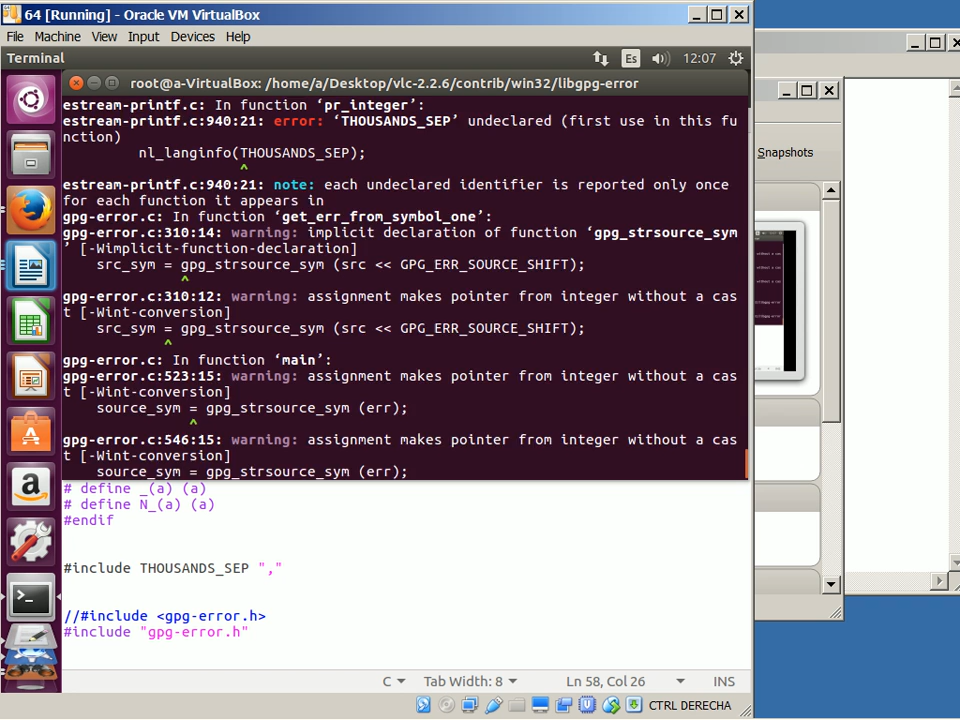 64 [Running] - Oracle VM VirtualBox
File Machine View Input Devices Help
Terminal
Es
12:07
root@a-VirtualBox: /home/a/Desktop/vlc-2.2.6/contrib/win32/libgpg-error
estream-printf.c: In function ‘pr_integer’:
estream-printf.c:940:21: error: ‘THOUSANDS_SEP’ undeclared (first use in this fu
nction)
nl_langinfo(THOUSANDS_SEP);
^
estream-printf.c:940:21: note: each undeclared identifier is reported only once
for each function it appears in
gpg-error.c: In function ‘get_err_from_symbol_one’:
gpg-error.c:310:14: warning: implicit declaration of function ‘gpg_strsource_sym
’ [-Wimplicit-function-declaration]
src_sym = gpg_strsource_sym (src << GPG_ERR_SOURCE_SHIFT);
^
gpg-error.c:310:12: warning: assignment makes pointer from integer without a cas
t [-Wint-conversion]
src_sym = gpg_strsource_sym (src << GPG_ERR_SOURCE_SHIFT);
^
gpg-error.c: In function ‘main’:
gpg-error.c:523:15: warning: assignment makes pointer from integer without a cas
t [-Wint-conversion]
source_sym = gpg_strsource_sym (err);
^
gpg-error.c:546:15: warning: assignment makes pointer from integer without a cas
t [-Wint-conversion]
source_sym = gpg_strsource_sym (err);
# define _(a) (a)
# define N_(a) (a)
#endif
#include THOUSANDS_SEP ","
//#include <gpg-error.h>
#include "gpg-error.h"
C Tab Width: 8 Ln 58, Col 26 INS
CTRL DERECHA
Snapshots